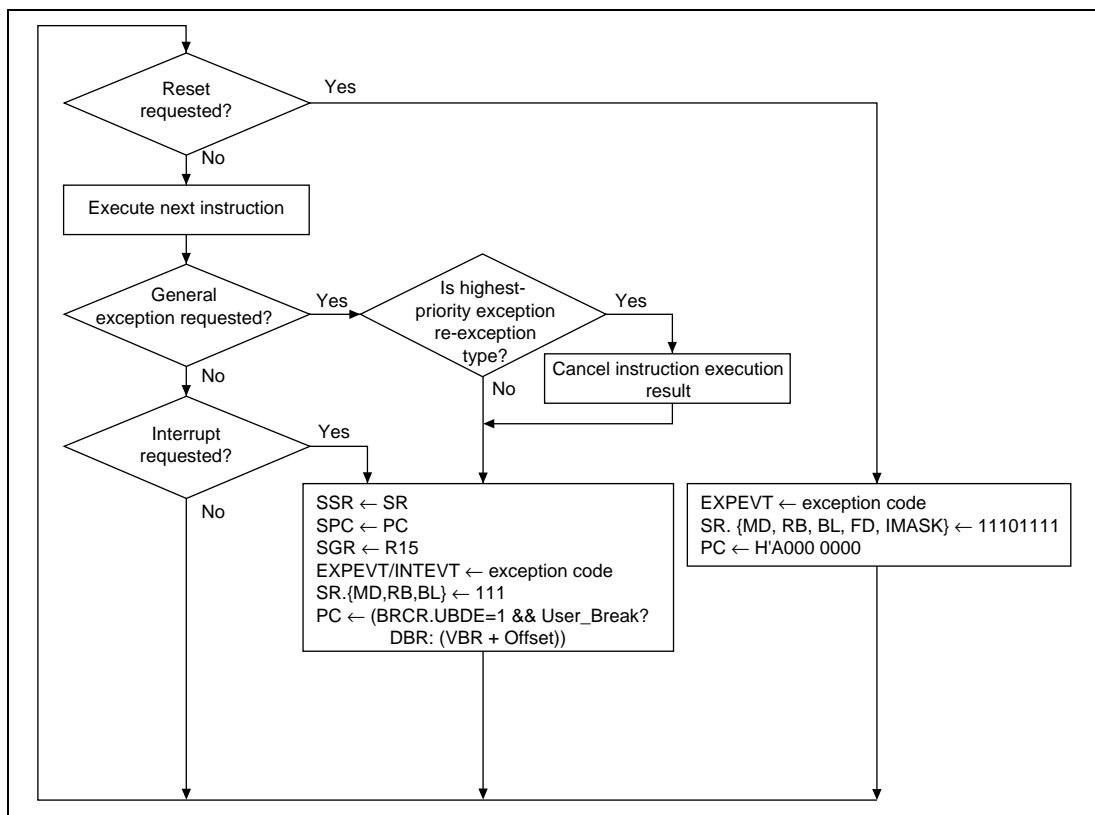 Reset
requested?
Yes
No
Execute next instruction
General
exception requested?
Yes
Is highest-
priority exception
re-exception
type?
Yes
Cancel instruction execution
result
No
No
Interrupt
requested?
Yes
No
SSR ← SR
SPC ← PC
SGR ← R15
EXPEVT/INTEVT ← exception code
SR.{MD,RB,BL} ← 111
PC ← (BRCR.UBDE=1 && User_Break?
DBR: (VBR + Offset))
EXPEVT ← exception code
SR. {MD, RB, BL, FD, IMASK} ← 11101111
PC ← H'A000 0000